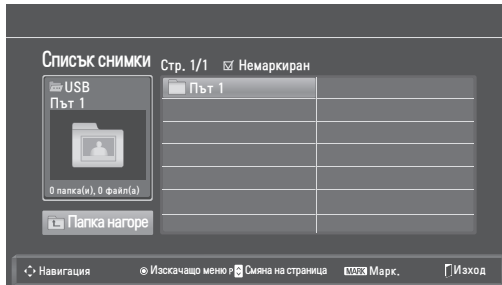 Списък снимки Стр. 1/1 Немаркиран
USB
Път 1
Път 1
0 папка(и), 0 файл(а)
Папка нагоре
Навигация Изскачащо меню P Смяна на страница MARK Марк. Изход